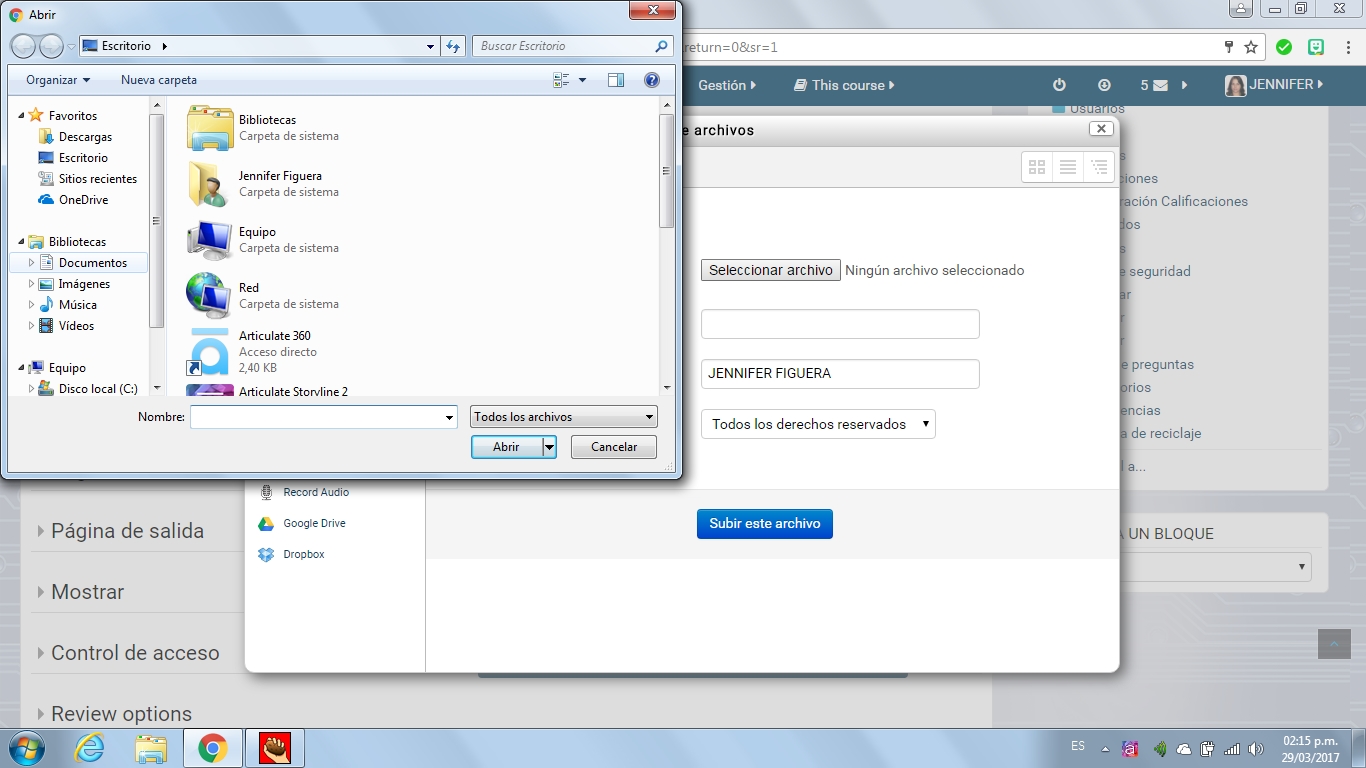 Abrir
Escritorio
Buscar Escritorio
Organizar
Nueva carpeta
Favoritos
Descargas
Escritorio
Sitios recientes
OneDrive
Bibliotecas
Documentos
Imágenes
Música
Vídeos
Equipo
Disco local (C:)
Bibliotecas
Carpeta de sistema
Jennifer Figuera
Carpeta de sistema
Equipo
Carpeta de sistema
Red
Carpeta de sistema
Articulate 360
Acceso directo
2,40 KB
Articulate Storyline 2
Nombre:
Todos los archivos
Abrir
Cancelar
return=0&sr=1
Gestión
This course
5
JENNIFER
Usuarios
e archivos
Seleccionar archivo
Ningún archivo seleccionado
JENNIFER FIGUERA
Todos los derechos reservados
Subir este archivo
Record Audio
Google Drive
Dropbox
s
ciones
ración Calificaciones
dos
s
e seguridad
ar
r
r
e preguntas
orios
encias
a de reciclaje
l a...
A UN BLOQUE
Página de salida
Mostrar
Control de acceso
Review options
ES
02:15 p.m.
29/03/2017